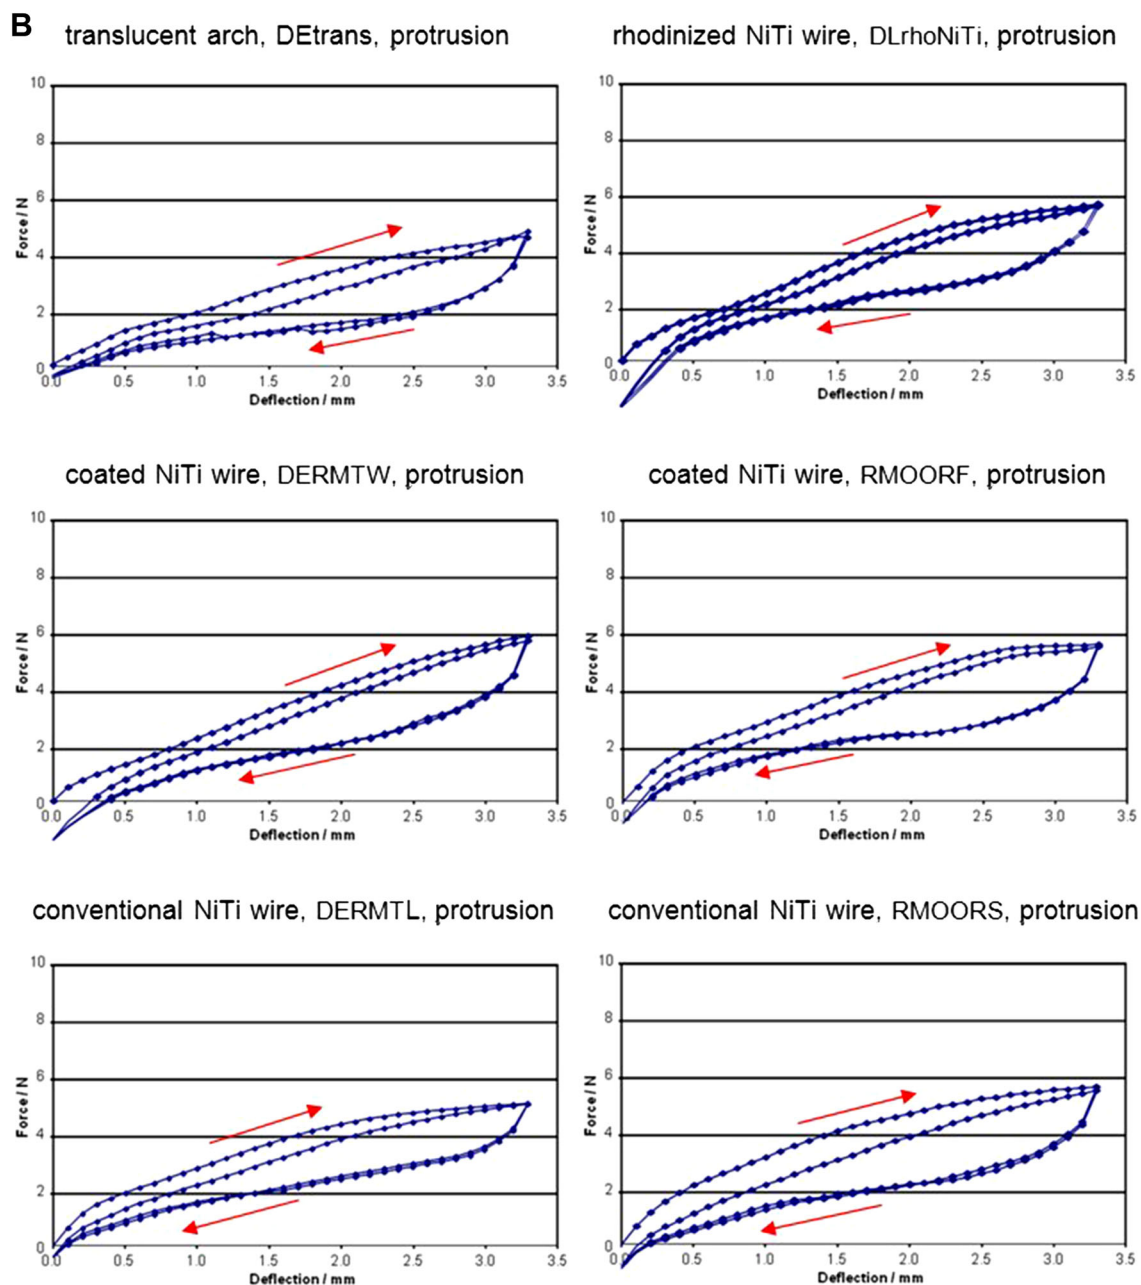 B
translucent arch, DEtrans, protrusion
rhodinized NiTi wire, DLrhoNiTi, protrusion
10
8
6
4
2
0
Force / N
0.0 0.5 1.0 1.5 2.0 2.5 3.0 3.5
Deflection / mm
10
8
6
4
2
0
Force / N
0.0 0.5 1.0 1.5 2.0 2.5 3.0 3.5
Deflection / mm
coated NiTi wire, DERMTW, protrusion
coated NiTi wire, RMOORF, protrusion
10
8
6
4
2
0
Force / N
0.0 0.5 1.0 1.5 2.0 2.5 3.0 3.5
Deflection / mm
10
8
6
4
2
0
Force / N
0.0 0.5 1.0 1.5 2.0 2.5 3.0 3.5
Deflection / mm
conventional NiTi wire, DERMTL, protrusion
conventional NiTi wire, RMOORS, protrusion
10
8
6
4
2
0
Force / N
0.0 0.5 1.0 1.5 2.0 2.5 3.0 3.5
Deflection / mm
10
8
6
4
2
0
Force / N
0.0 0.5 1.0 1.5 2.0 2.5 3.0 3.5
Deflection / mm